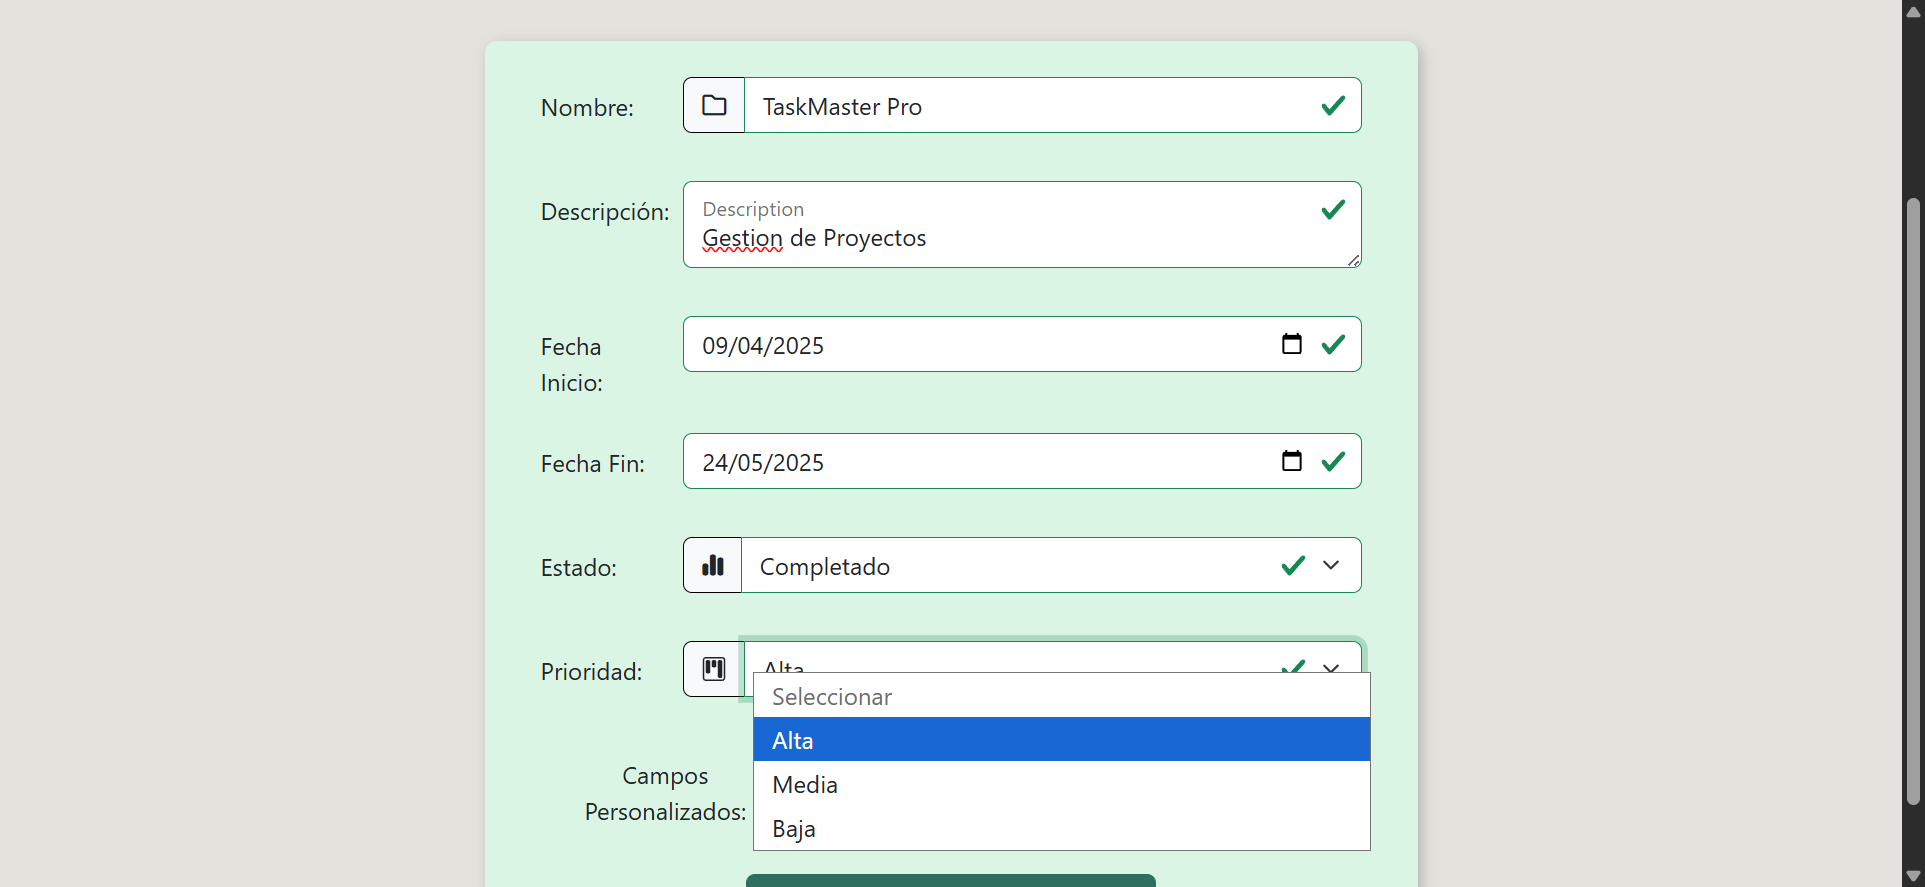 Nombre:
TaskMaster Pro
Descripción:
Description
Gestion de Proyectos
Fecha
Inicio:
09/04/2025
Fecha Fin:
24/05/2025
Estado:
Completado
Prioridad:
Alta
Seleccionar
Alta
Media
Baja
Campos
Personalizados: